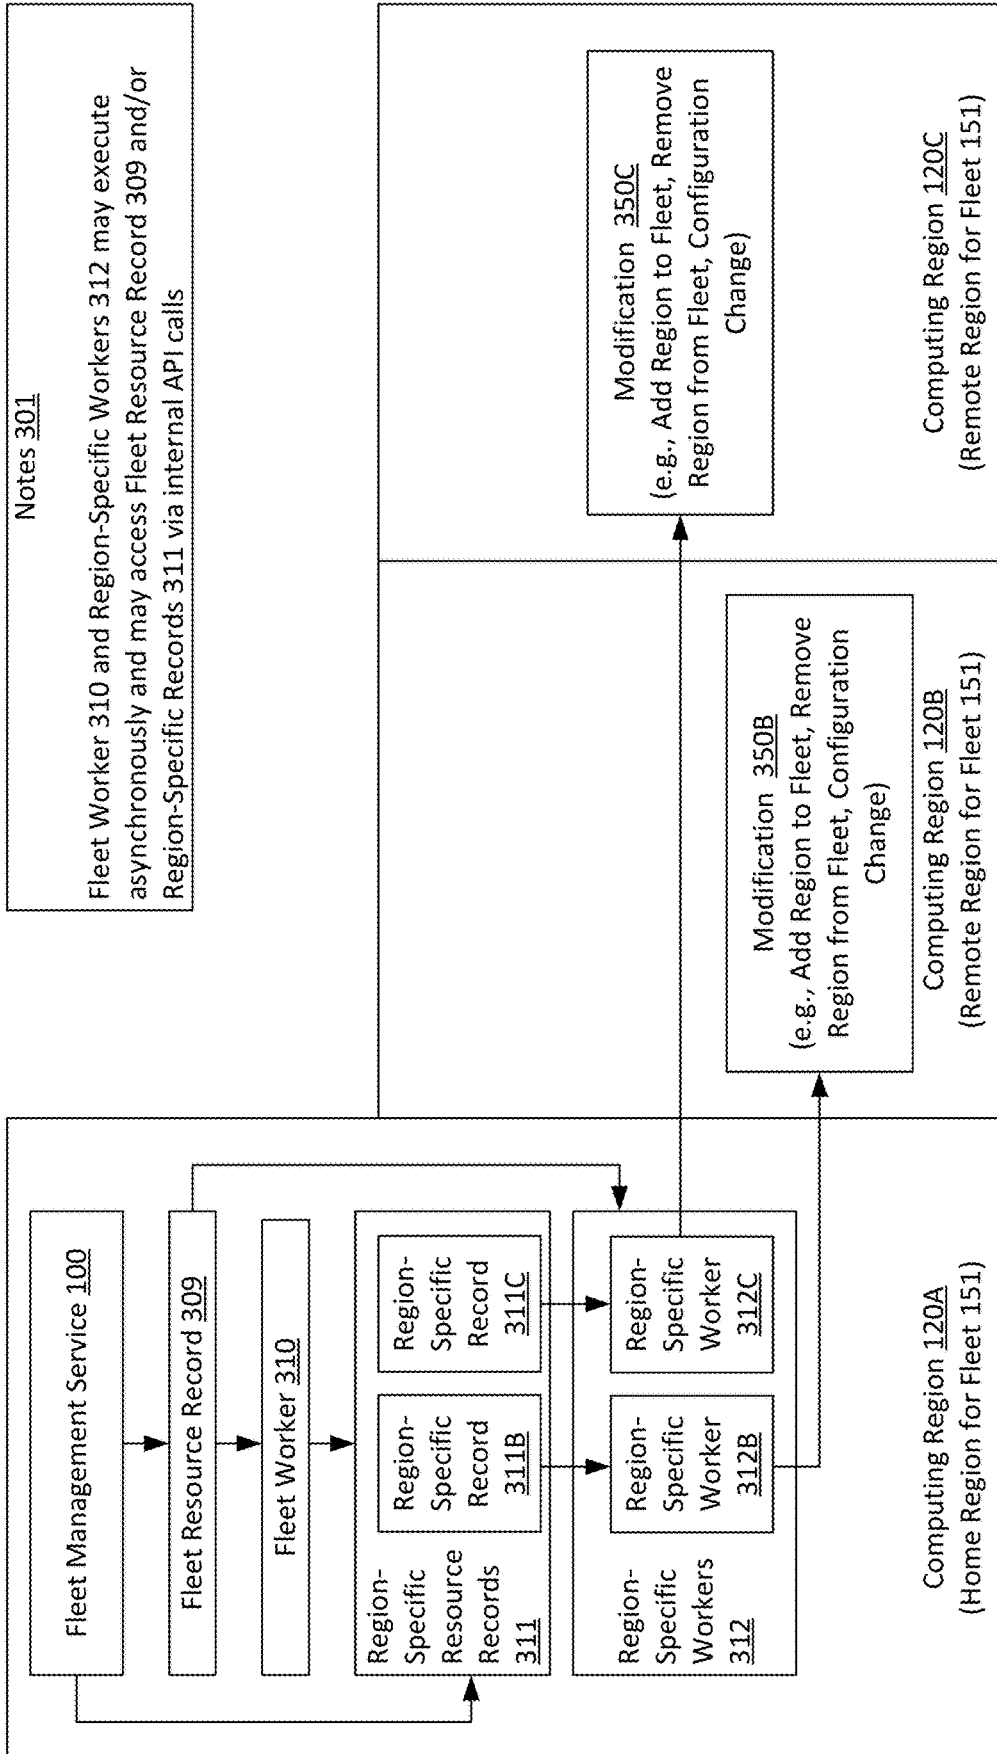 Notes 301
Fleet Worker 310 and Region-Specific Workers 312 may execute
asynchronously and may access Fleet Resource Record 309 and/or
Region-Specific Records 311 via internal API calls
Fleet Management Service 100
Fleet Resource Record 309
Fleet Worker 310
Region-
Specific
Resource
Records
311
Region-
Specific
Record
311B
Region-
Specific
Record
311C
Region-
Specific
Workers
312
Region-
Specific
Worker
312B
Region-
Specific
Worker
312C
Computing Region 120A
(Home Region for Fleet 151)
Modification 350B
(e.g., Add Region to Fleet, Remove
Region from Fleet, Configuration
Change)
Computing Region 120B
(Remote Region for Fleet 151)
Modification 350C
(e.g., Add Region to Fleet, Remove
Region from Fleet, Configuration
Change)
Computing Region 120C
(Remote Region for Fleet 151)